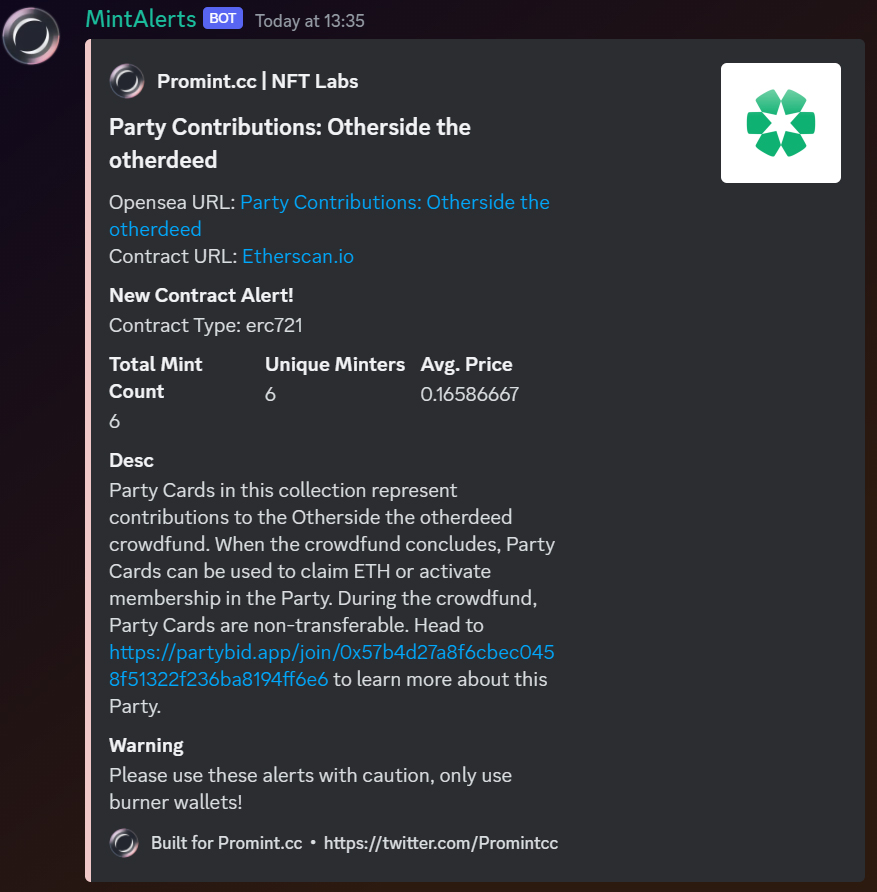 MintAlerts BOT Today at 13:35
Promint.cc | NFT Labs
Party Contributions: Otherside the
otherdeed
Opensea URL: Party Contributions: Otherside the
otherdeed
Contract URL: Etherscan.io
New Contract Alert!
Contract Type: erc721
Total Mint
Count
6
Unique Minters
6
Avg. Price
0.16586667
Desc
Party Cards in this collection represent
contributions to the Otherside the otherdeed
crowdfund. When the crowdfund concludes, Party
Cards can be used to claim ETH or activate
membership in the Party. During the crowdfund,
Party Cards are non-transferable. Head to
https://partybid.app/join/0x57b4d27a8f6cbec045
8f51322f236ba8194ff6e6 to learn more about this
Party.
Warning
Please use these alerts with caution, only use
burner wallets!
Built for Promint.cc • https://twitter.com/Promintcc